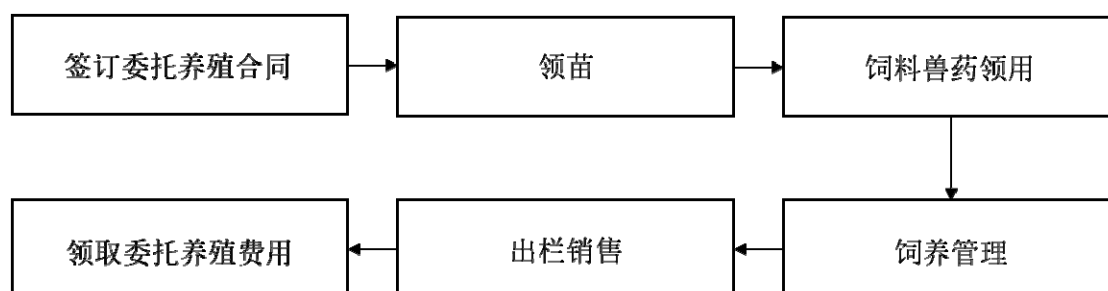 签订委托养殖合同
领苗
饲料兽药领用
饲养管理
出栏销售
领取委托养殖费用